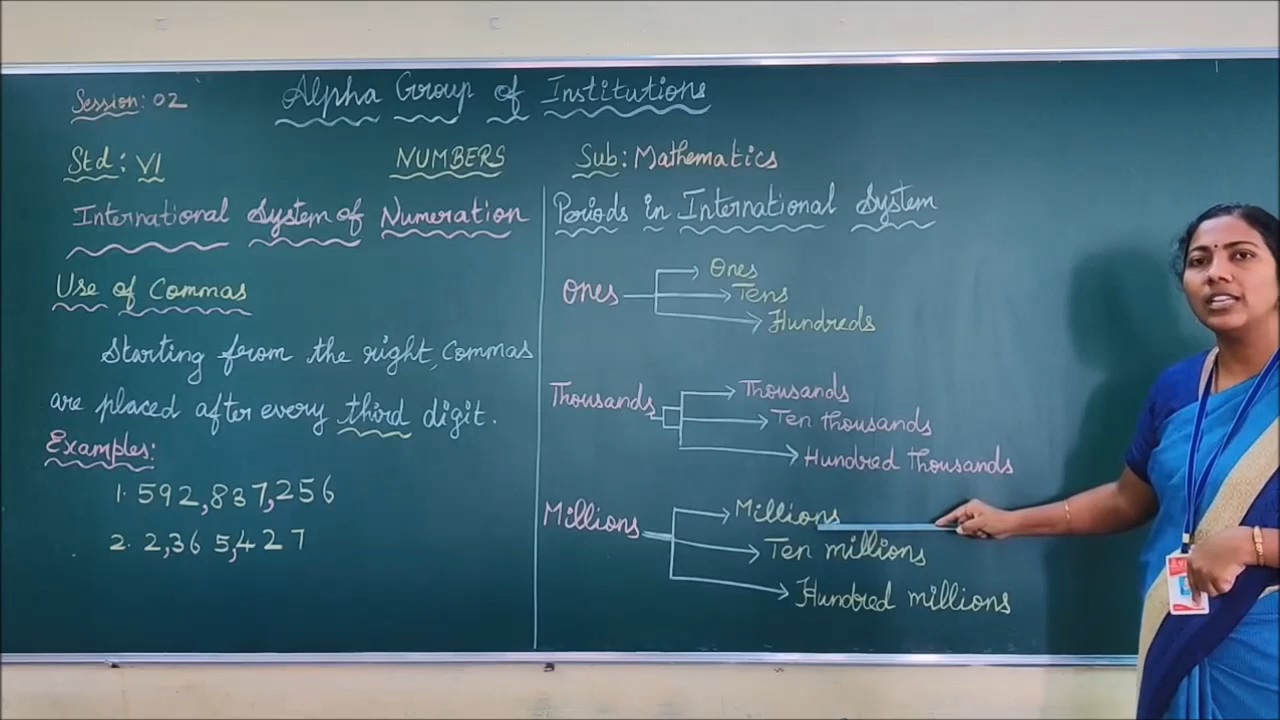 Session: 02
Alpha Group of Institutions
Std: VI
NUMBERS
Sub: Mathematics
International System of Numeration
Use of Commas
Starting from the right, commas
are placed after every third digit.
Examples:
1. 592,837,256
2. 2,365,427
Periods in International System
Ones
Ones
Tens
Hundreds
Thousands
Thousands
Ten thousands
Hundred thousands
Millions
Millions
Ten millions
Hundred millions